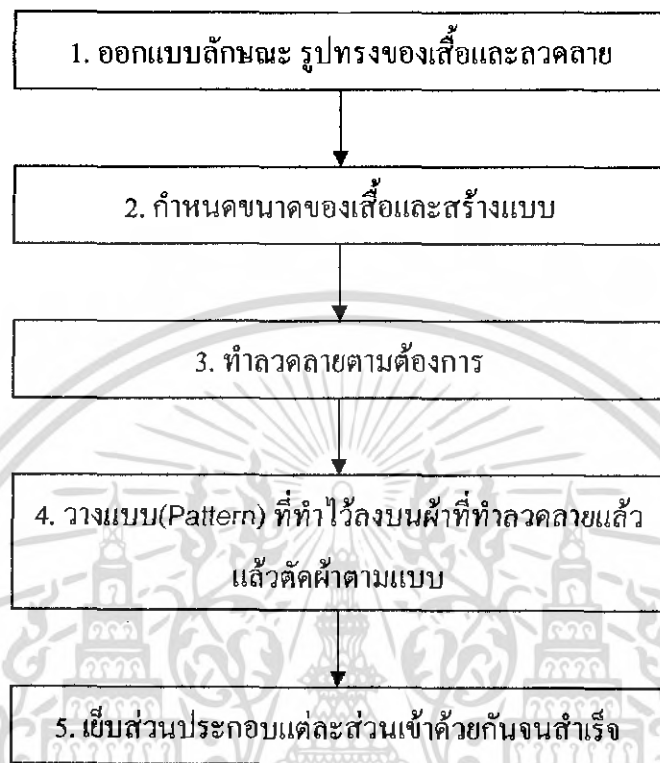 1. ออกแบบลักษณะ รูปทรงของเสื้อและลวดลาย
2. กำหนดขนาดของเสื้อและสร้างแบบ
3. ทำลวดลายตามต้องการ
4. วางแบบ(Pattern) ที่ทำไว้ลงบนผ้าที่ทำลวดลายแล้ว
แล้วตัดผ้าตามแบบ
5. เย็บส่วนประกอบแต่ละส่วนเข้าด้วยกันจนสำเร็จ